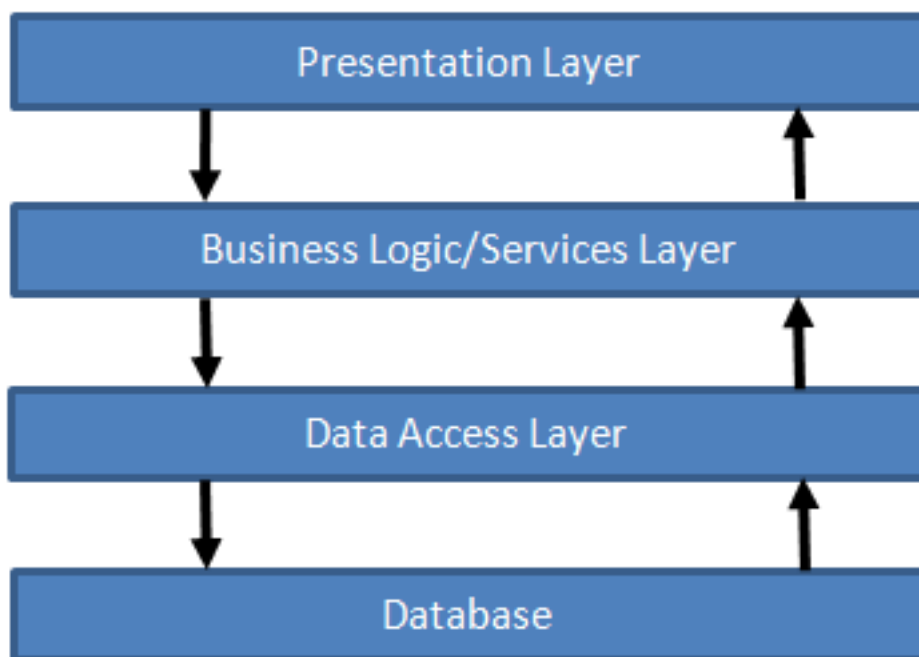 Presentation Layer
Business Logic/Services Layer
Data Access Layer
Database